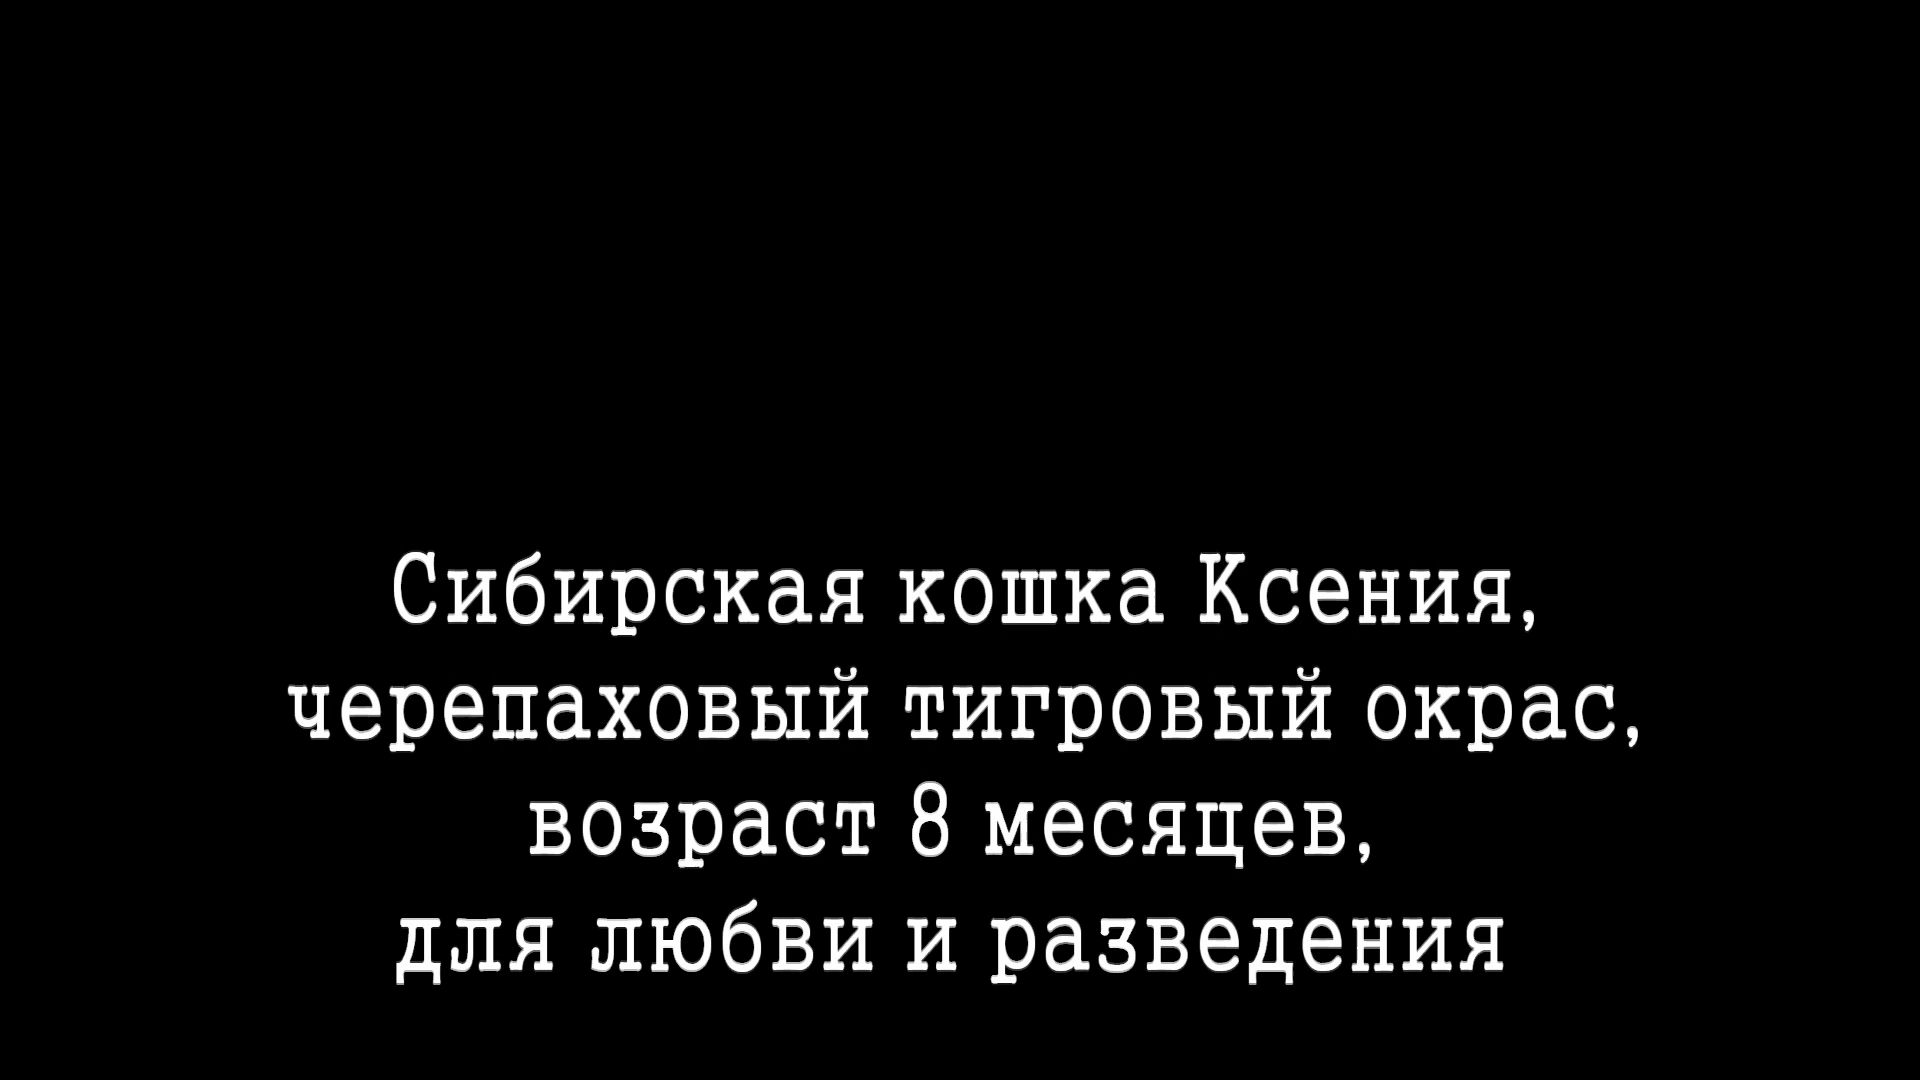 Сибирская кошка Ксения,
черепаховый тигровый окрас,
возраст 8 месяцев,
для любви и разведения